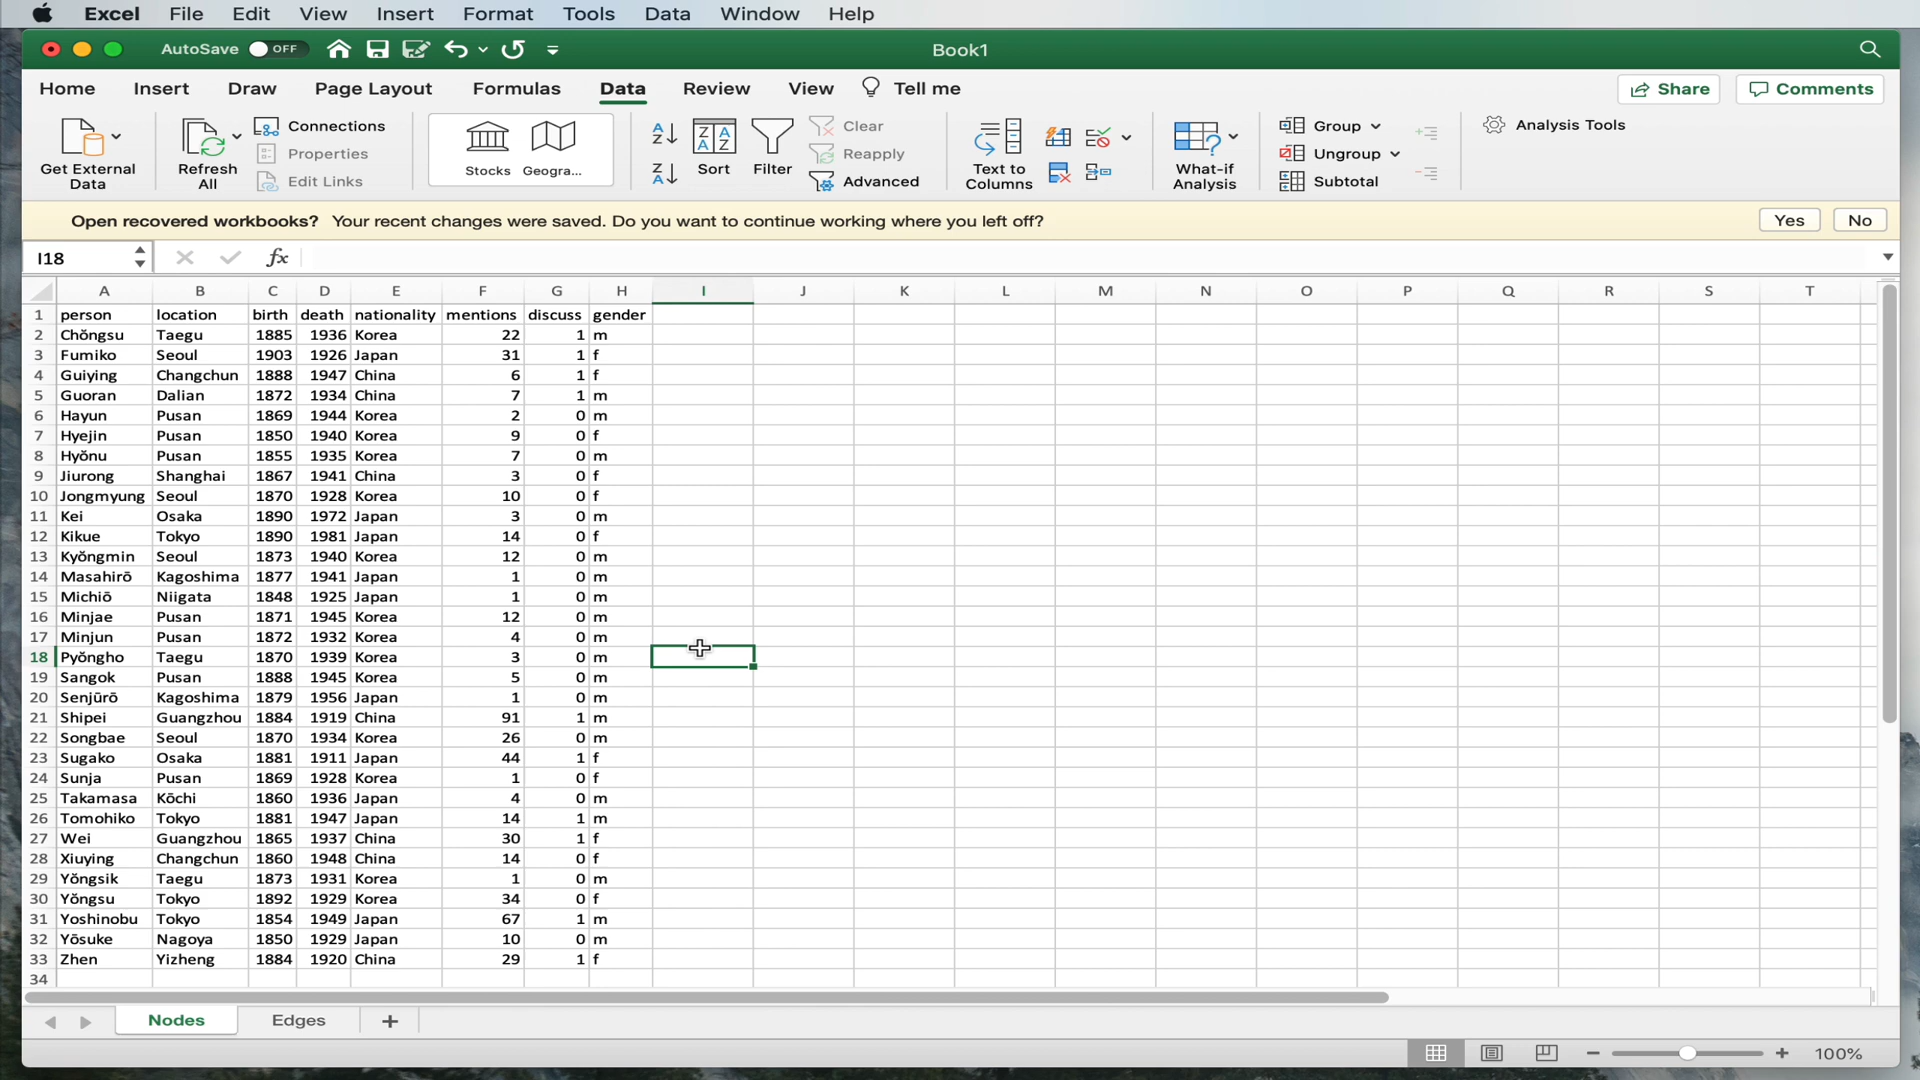 Excel File Edit View Insert Format Tools Data Window Help
AutoSave OFF Book1
Home Insert Draw Page Layout Formulas Data Review View Tell me Share Comments
Get External Data
Refresh All
Connections
Properties
Edit Links
Stocks Geogra...
A Z
Z A
Z A A Z
Sort
Filter
Clear
Reapply
Advanced
Text to Columns
What-if Analysis
Group
Ungroup
Subtotal
Analysis Tools
Open recovered workbooks? Your recent changes were saved. Do you want to continue working where you left off? Yes No
I18 fx
A B C D E F G H I J K L M N O P Q R S T
1 person location birth death nationality mentions discuss gender
2 Chŏngsu Taegu 1885 1936 Korea 22 1 m
3 Fumiko Seoul 1903 1926 Japan 31 1 f
4 Guiying Changchun 1888 1947 China 6 1 f
5 Guoran Dalian 1872 1934 China 7 1 m
6 Hayun Pusan 1869 1944 Korea 2 0 m
7 Hyejin Pusan 1850 1940 Korea 9 0 f
8 Hyŏnu Pusan 1855 1935 Korea 7 0 m
9 Jiurong Shanghai 1867 1941 China 3 0 f
10 Jongmyung Seoul 1870 1928 Korea 10 0 f
11 Kei Osaka 1890 1972 Japan 3 0 m
12 Kikue Tokyo 1890 1981 Japan 14 0 f
13 Kyŏngmin Seoul 1873 1940 Korea 12 0 m
14 Masahirō Kagoshima 1877 1941 Japan 1 0 m
15 Michiō Niigata 1848 1925 Japan 1 0 m
16 Minjae Pusan 1871 1945 Korea 12 0 m
17 Minjun Pusan 1872 1932 Korea 4 0 m
18 Pyŏngho Taegu 1870 1939 Korea 3 0 m
19 Sangok Pusan 1888 1945 Korea 5 0 m
20 Senjūrō Kagoshima 1879 1956 Japan 1 0 m
21 Shipei Guangzhou 1884 1919 China 91 1 m
22 Songbae Seoul 1870 1934 Korea 26 0 m
23 Sugako Osaka 1881 1911 Japan 44 1 f
24 Sunja Pusan 1869 1928 Korea 1 0 f
25 Takamasa Kōchi 1860 1936 Japan 4 0 m
26 Tomohiko Tokyo 1881 1947 Japan 14 1 m
27 Wei Guangzhou 1865 1937 China 30 1 f
28 Xiuying Changchun 1860 1948 China 14 0 f
29 Yŏngsik Taegu 1873 1931 Korea 1 0 m
30 Yŏngsu Tokyo 1892 1929 Korea 34 0 f
31 Yoshinobu Tokyo 1854 1949 Japan 67 1 m
32 Yōsuke Nagoya 1850 1929 Japan 10 0 m
33 Zhen Yizheng 1884 1920 China 29 1 f
34
Nodes Edges
100%